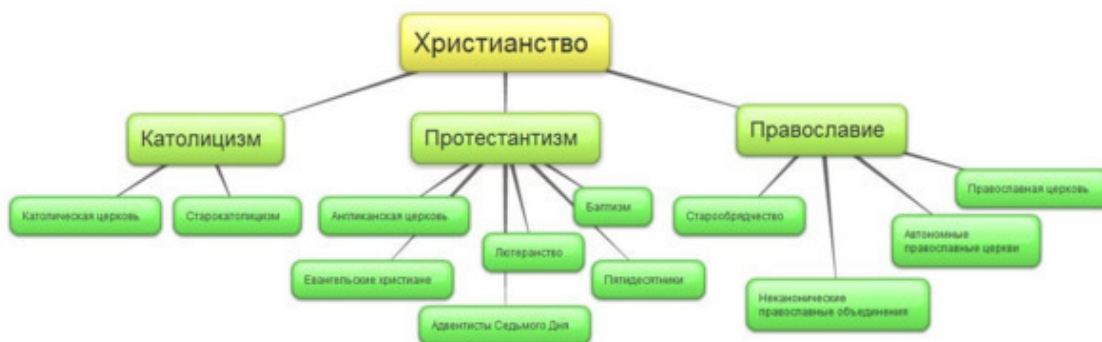 Христианство
Католицизм
Протестантизм
Православие
Католическая церковь
Старокатолицизм
Англиканская церковь
Баптизм
Лютеранство
Евангельские христиане
Пятидесятники
Адвентисты Седьмого Дня
Старообрядчество
Православная церковь
Автономные
православные церкви
Неканонические
православные объединения